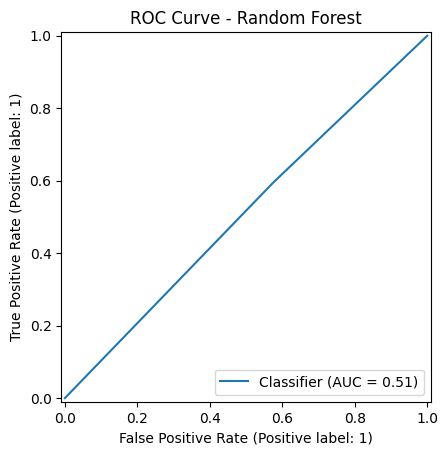 ROC Curve - Random Forest
True Positive Rate (Positive label: 1)
1.0
0.8
0.6
0.4
0.2
0.0
0.0 0.2 0.4 0.6 0.8 1.0
Classifier (AUC = 0.51)
False Positive Rate (Positive label: 1)